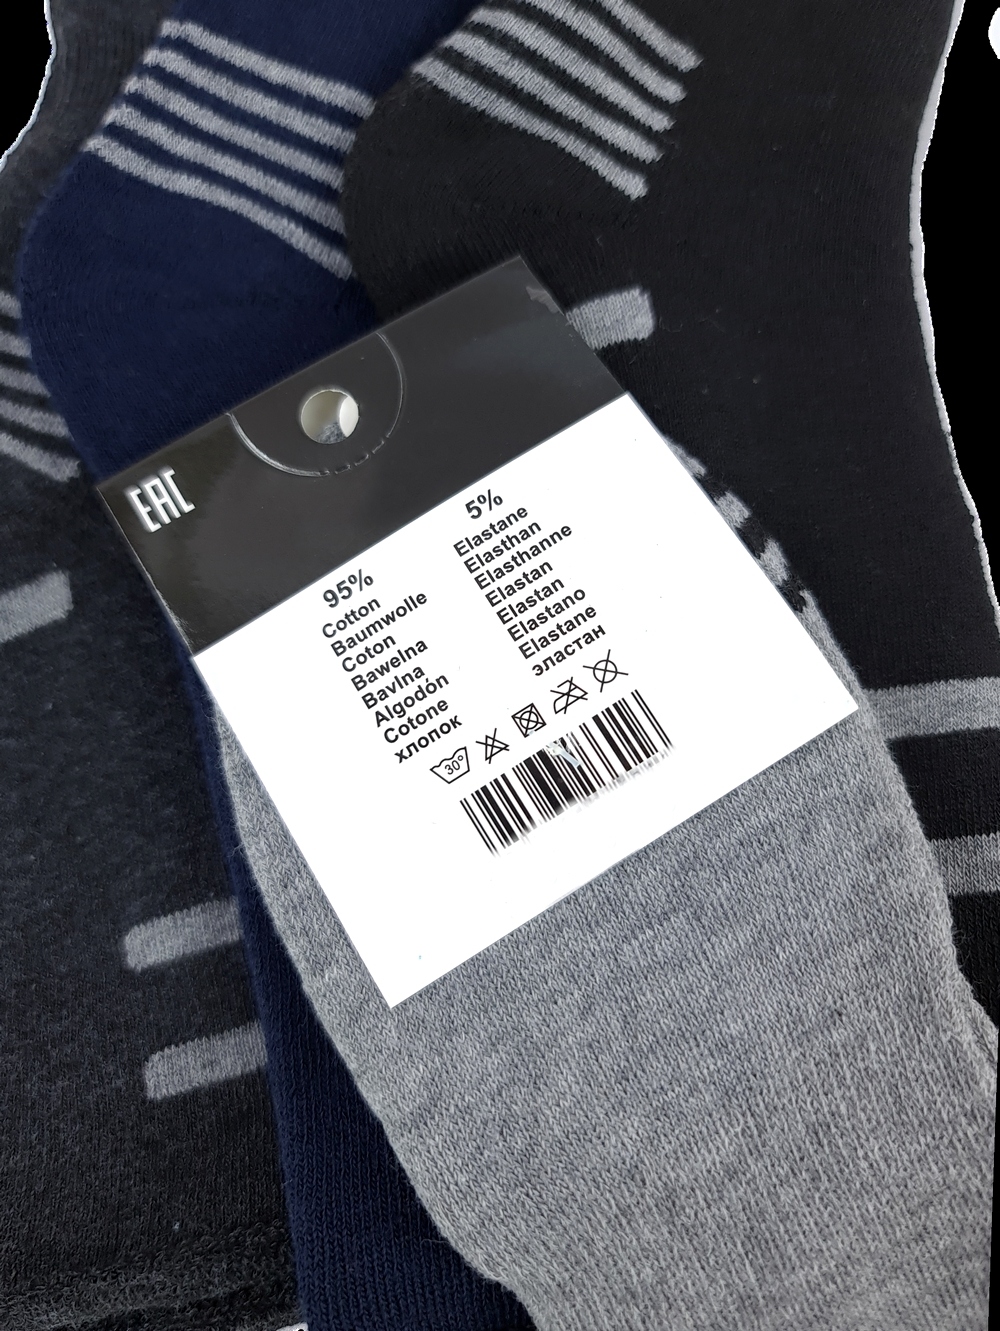 EAC
95%
Cotton
Baumwolle
Coton
Bawełna
Bavlna
Algodón
Cotone
хлопок
5%
Elastane
Elasthan
Elasthanne
Elastan
Elastan
Elastano
Elastane
эластан
30°